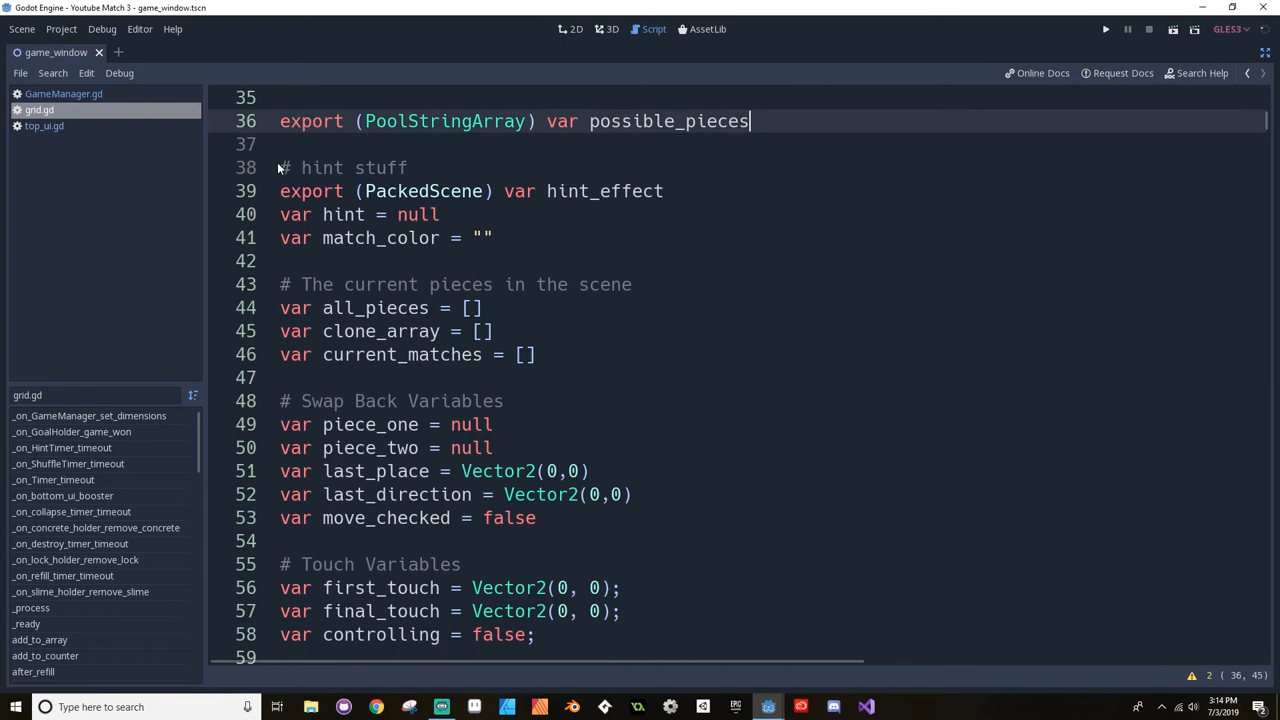 Godot Engine - Youtube Match 3 - game_window.tscn
Scene Project Debug Editor Help
2D 3D Script AssetLib
GLES3
game_window
File Search Edit Debug
Online Docs Request Docs Search Help
GameManager.gd
grid.gd
top_ui.gd
grid.gd
_on_GameManager_set_dimensions
_on_GoalHolder_game_won
_on_HintTimer_timeout
_on_ShuffleTimer_timeout
_on_Timer_timeout
_on_bottom_ui_booster
_on_collapse_timer_timeout
_on_concrete_holder_remove_concrete
_on_destroy_timer_timeout
_on_lock_holder_remove_lock
_on_refill_timer_timeout
_on_slime_holder_remove_slime
_process
_ready
add_to_array
add_to_counter
after_refill
35
36 export (PoolStringArray) var possible_pieces
37
38 # hint stuff
39 export (PackedScene) var hint_effect
40 var hint = null
41 var match_color = ""
42
43 # The current pieces in the scene
44 var all_pieces = []
45 var clone_array = []
46 var current_matches = []
47
48 # Swap Back Variables
49 var piece_one = null
50 var piece_two = null
51 var last_place = Vector2(0,0)
52 var last_direction = Vector2(0,0)
53 var move_checked = false
54
55 # Touch Variables
56 var first_touch = Vector2(0, 0);
57 var final_touch = Vector2(0, 0);
58 var controlling = false;
59
2 ( 36, 45)
Type here to search
3:14 PM
7/3/2019